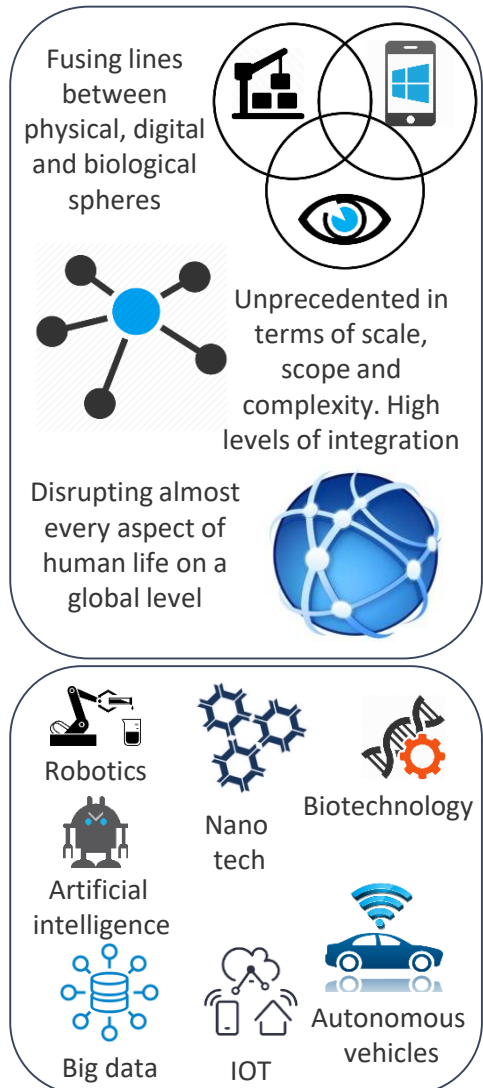 Fusing lines
between
physical, digital
and biological
spheres
Unprecedented in
terms of scale,
scope and
complexity. High
levels of integration
Disrupting almost
every aspect of
human life on a
global level
Robotics
Nano
tech
Biotechnology
Artificial
intelligence
Big data
IOT
Autonomous
vehicles